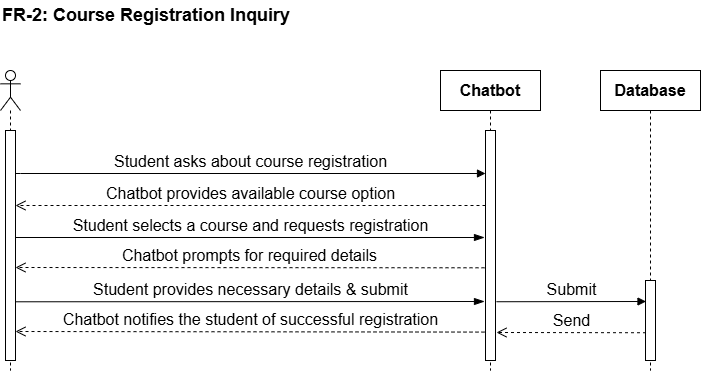 FR-2: Course Registration Inquiry
Chatbot
Database
Student asks about course registration
Chatbot provides available course option
Student selects a course and requests registration
Chatbot prompts for required details
Student provides necessary details & submit
Submit
Chatbot notifies the student of successful registration
Send